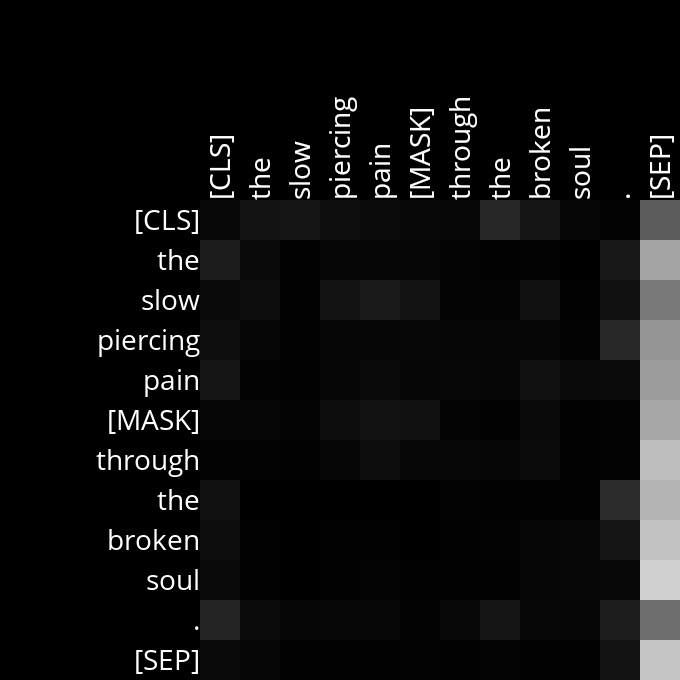 [CLS] the slow piercing pain [MASK] through the broken soul . [SEP]
[CLS]
the
slow
piercing
pain
[MASK]
through
the
broken
soul
.
[SEP]